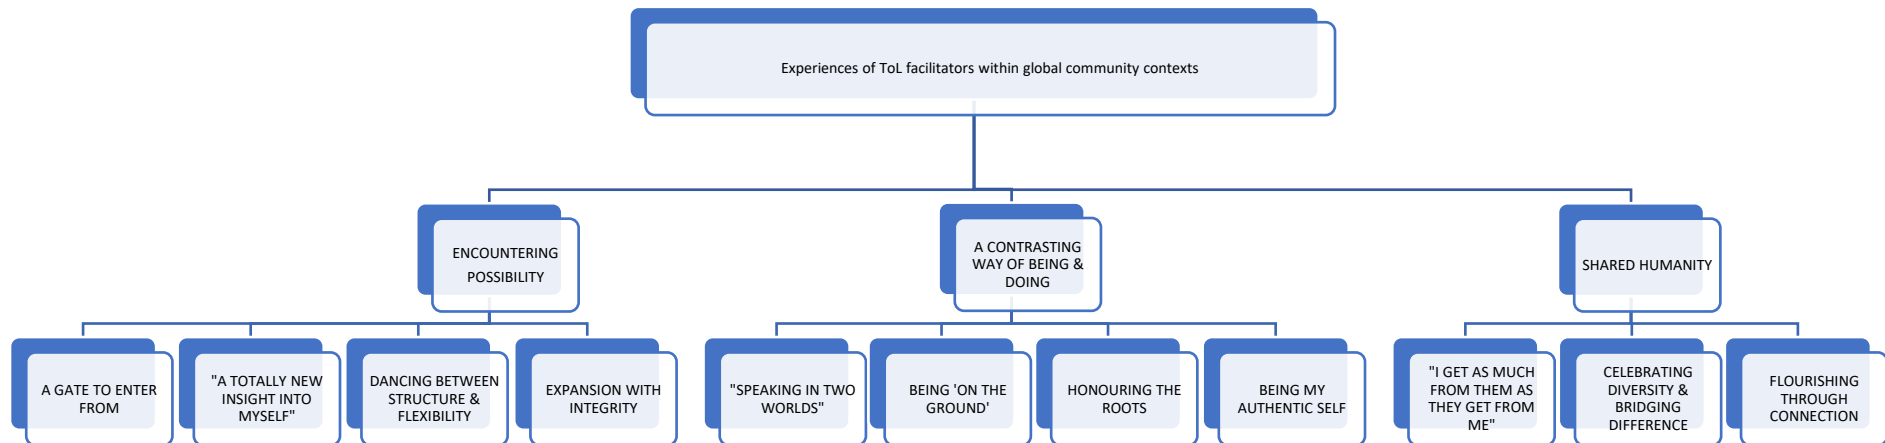 Experiences of ToL facilitators within global community contexts
ENCOUNTERING
POSSIBILITY
A CONTRASTING
WAY OF BEING &
DOING
SHARED HUMANITY
A GATE TO ENTER
FROM
"A TOTALLY NEW
INSIGHT INTO
MYSELF"
DANCING BETWEEN
STRUCTURE &
FLEXIBILITY
EXPANSION WITH
INTEGRITY
"SPEAKING IN TWO
WORLDS"
BEING 'ON THE
GROUND'
HONOURING THE
ROOTS
BEING MY
AUTHENTIC SELF
"I GET AS MUCH
FROM THEM AS
THEY GET FROM
ME"
CELEBRATING
DIVERSITY &
BRIDGING
DIFFERENCE
FLOURISHING
THROUGH
CONNECTION